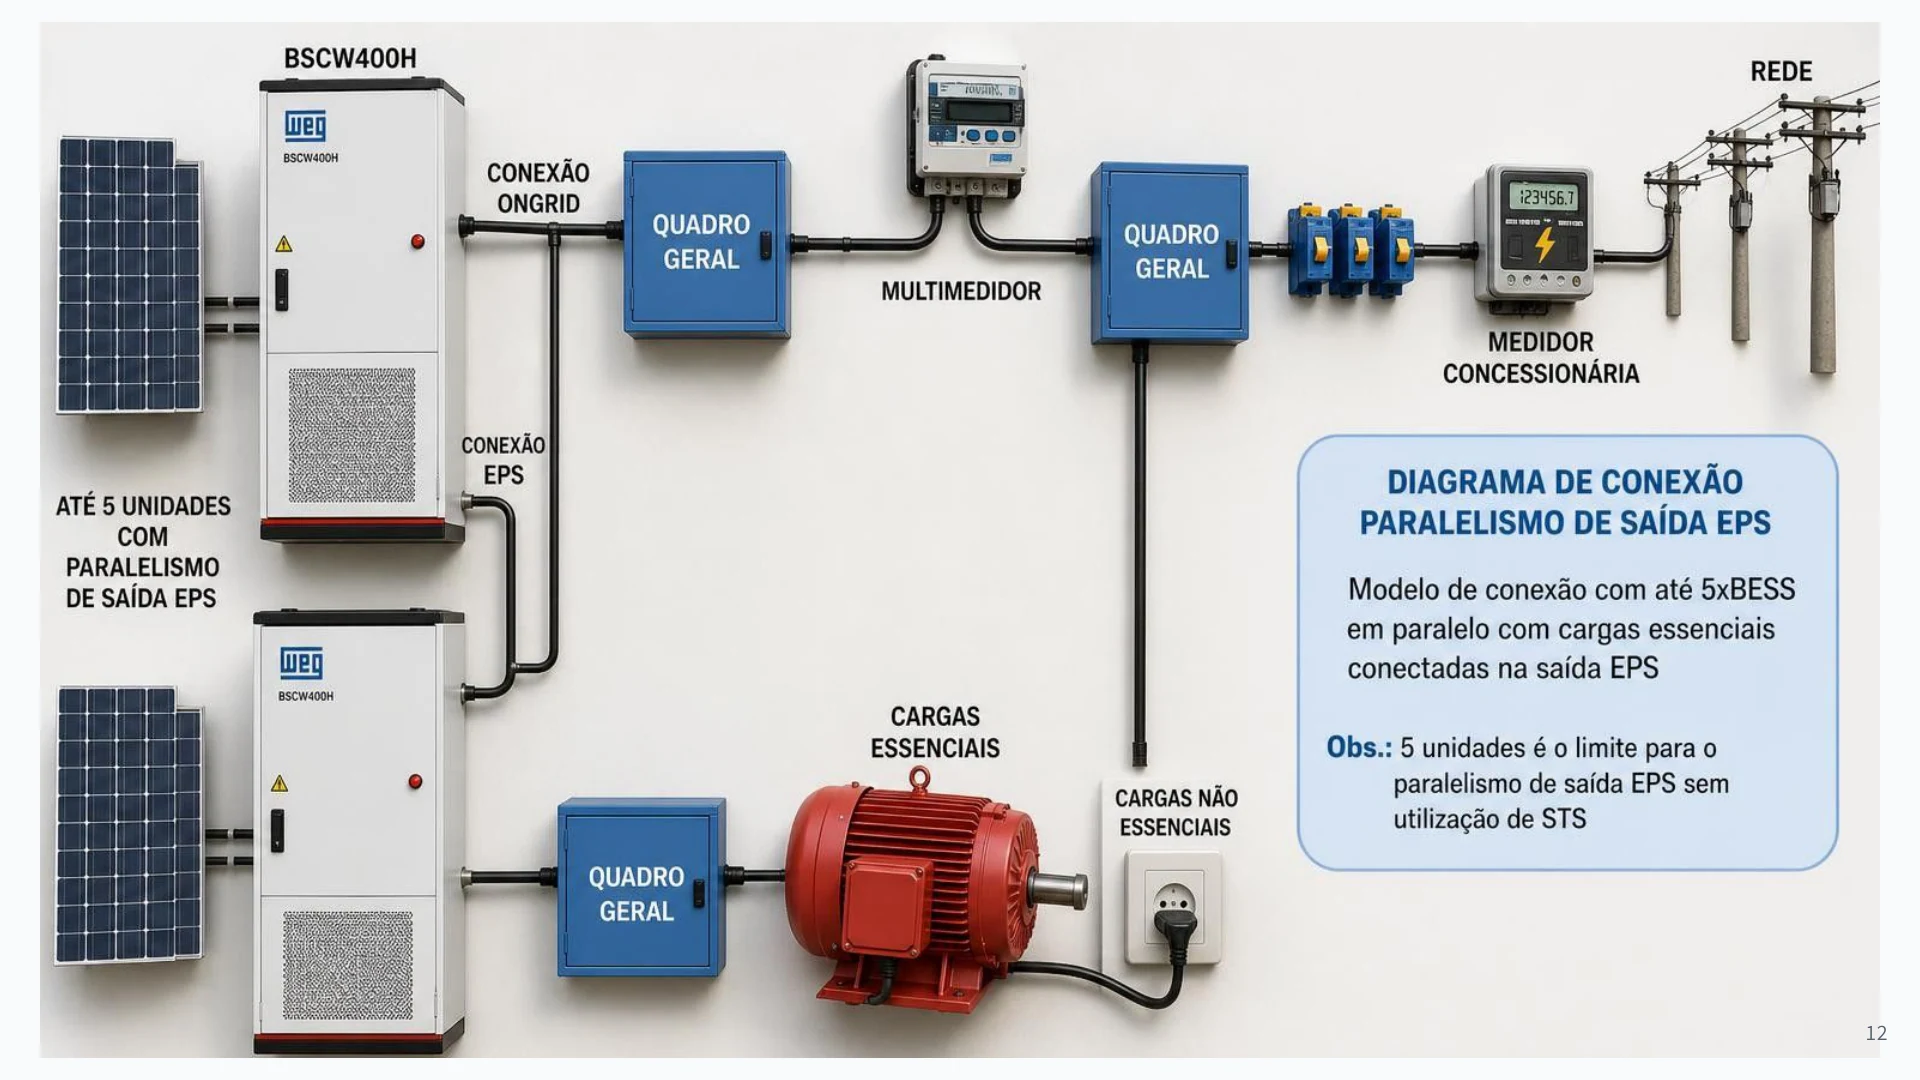 BSCW400H
REDE
weg
BSCW400H
CONEXÃO
ONGRID
QUADRO
GERAL
MULTIMEDIDOR
QUADRO
GERAL
123456.7
MEDIDOR
CONCESSIONÁRIA
CONEXÃO
EPS
ATÉ 5 UNIDADES
COM
PARALELISMO
DE SAÍDA EPS
DIAGRAMA DE CONEXÃO
PARALELISMO DE SAÍDA EPS
Modelo de conexão com até 5xBESS
em paralelo com cargas essenciais
conectadas na saída EPS
Obs.: 5 unidades é o limite para o
paralelismo de saída EPS sem
utilização de STS
weg
BSCW400H
CARGAS
ESSENCIAIS
CARGAS NÃO
ESSENCIAIS
QUADRO
GERAL
12